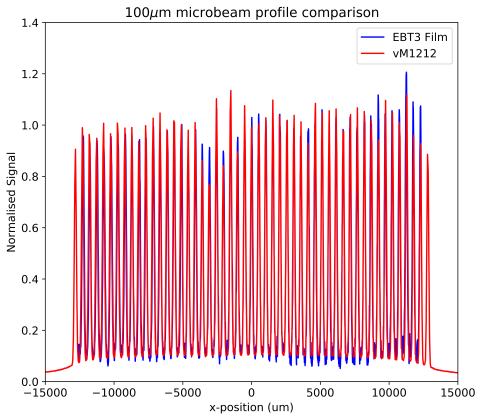 100μm microbeam profile comparison
EBT3 Film
vM1212
Normalised Signal
1.4
1.2
1.0
0.8
0.6
0.4
0.2
0.0
−15000 −10000 −5000 0 5000 10000 15000
x-position (um)